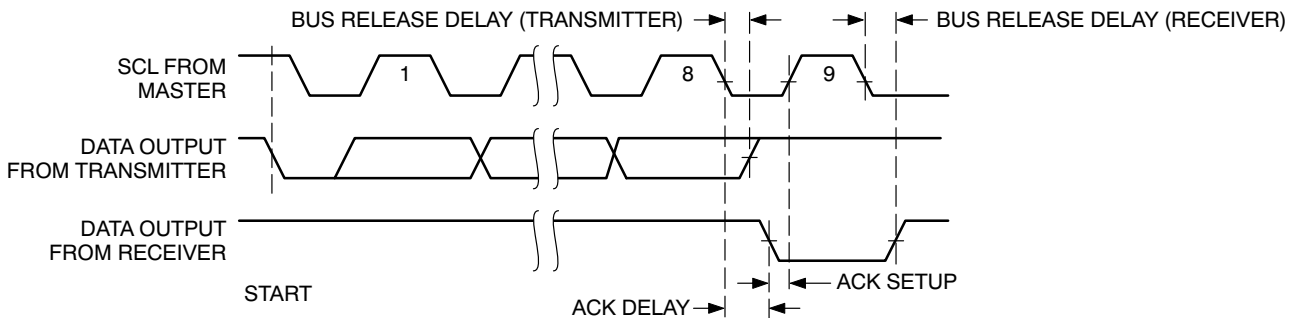 BUS RELEASE DELAY (TRANSMITTER)
BUS RELEASE DELAY (RECEIVER)
SCL FROM
MASTER
1
8
9
DATA OUTPUT
FROM TRANSMITTER
DATA OUTPUT
FROM RECEIVER
START
ACK SETUP
ACK DELAY